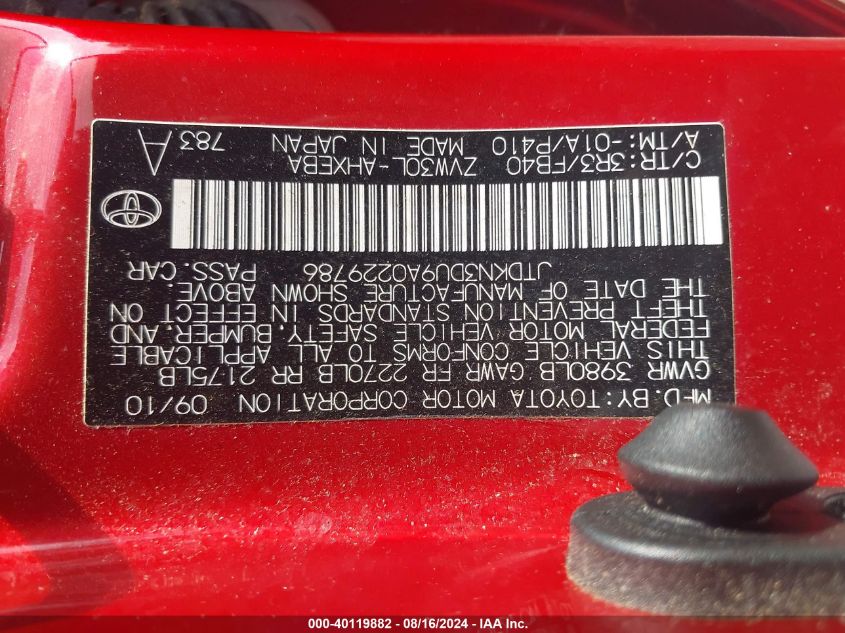 MFD.BY:TOYOTA MOTOR CORPORATION 09/10
GVWR 3980LB GAWR FR 2270LB RR 2175LB
THIS VEHICLE CONFORMS TO ALL APPLICABLE
FEDERAL MOTOR VEHICLE SAFETY,BUMPER,AND
THEFT PREVENTION STANDARDS IN EFFECT ON
THE DATE OF MANUFACTURE SHOWN ABOVE.
JTDKN3DU9A0229786 PASS.CAR
C/TR:3R3/FB40 ZVW30L-AHXEBA
A/TM:-01A/P410 MADE IN JAPAN 783 A
000-40119882 - 08/16/2024 - IAA Inc.